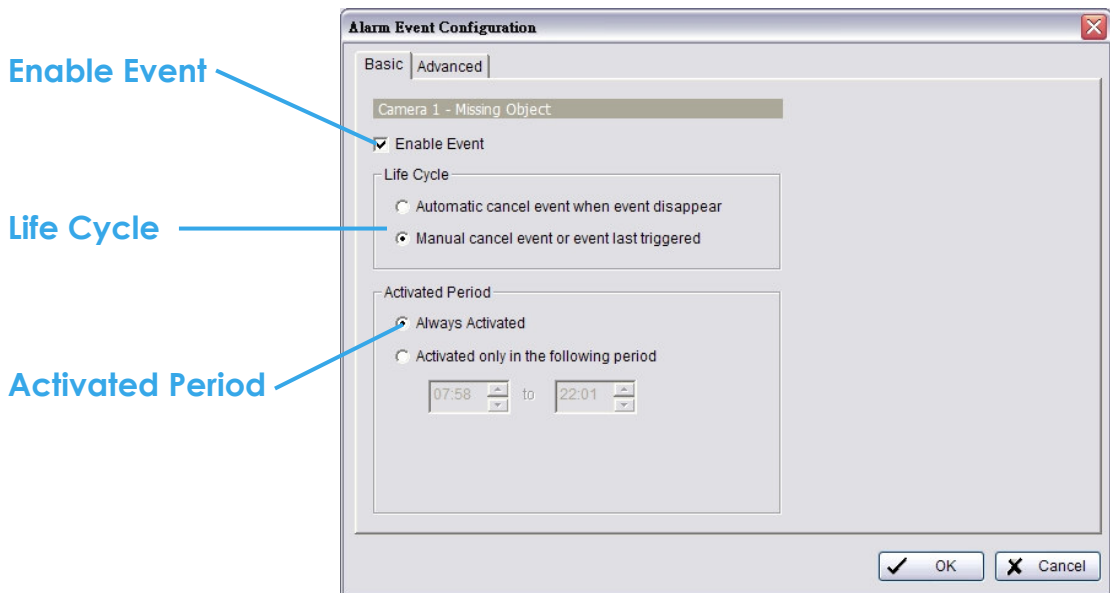 Alarm Event Configuration
Basic
Advanced
Enable Event
Camera 1 - Missing Object
Enable Event
Life Cycle
Automatic cancel event when event disappear
Life Cycle
Manual cancel event or event last triggered
Activated Period
Always Activated
Activated only in the following period
Activated Period
07:58 to 22:01
OK
Cancel